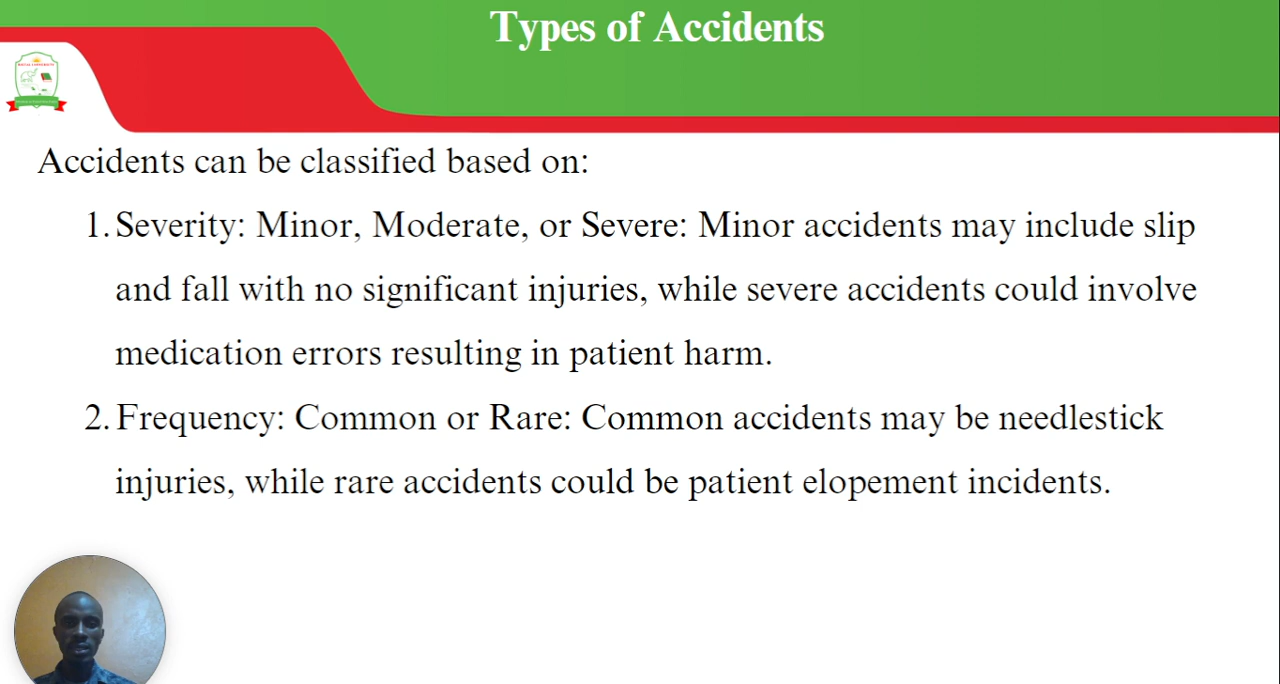 Types of Accidents
Accidents can be classified based on:
1. Severity: Minor, Moderate, or Severe: Minor accidents may include slip
and fall with no significant injuries, while severe accidents could involve
medication errors resulting in patient harm.
2. Frequency: Common or Rare: Common accidents may be needlestick
injuries, while rare accidents could be patient elopement incidents.